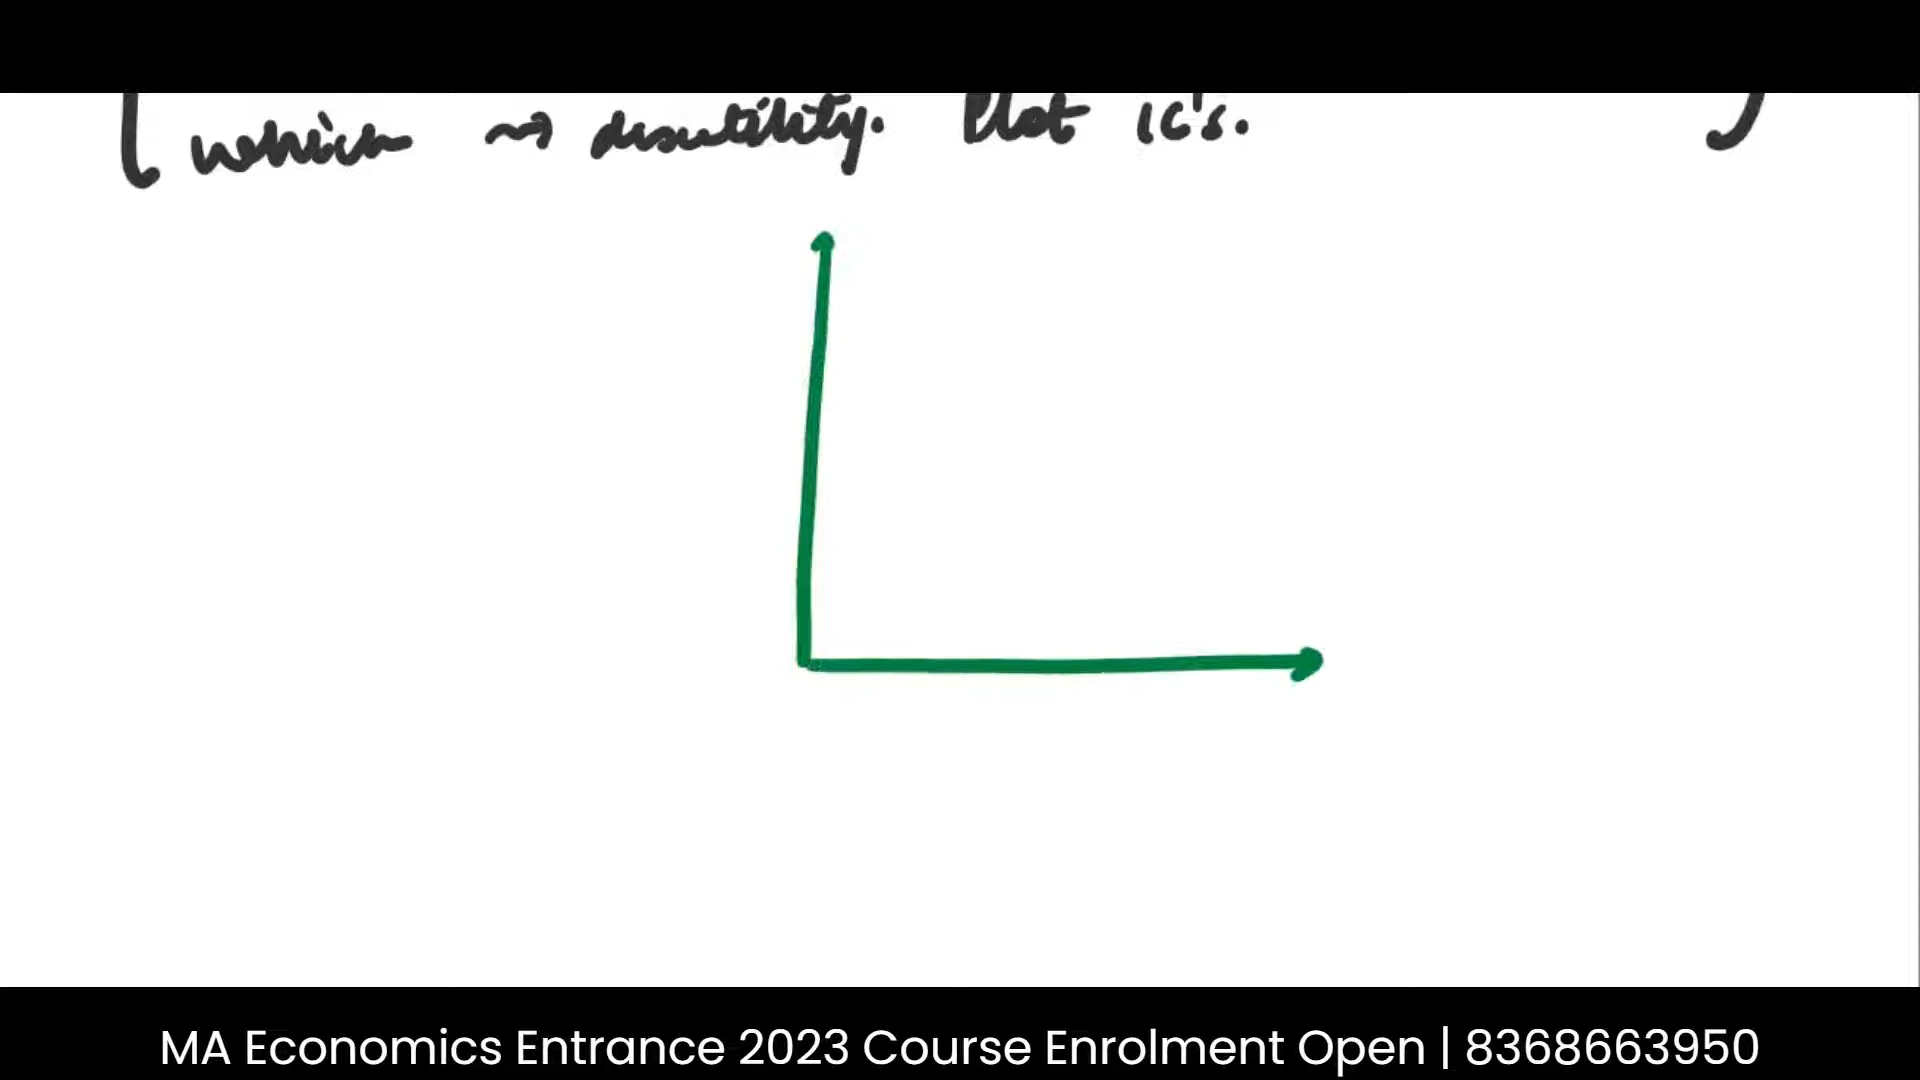 which → disutility. Plot IC's.
MA Economics Entrance 2023 Course Enrolment Open | 8368663950